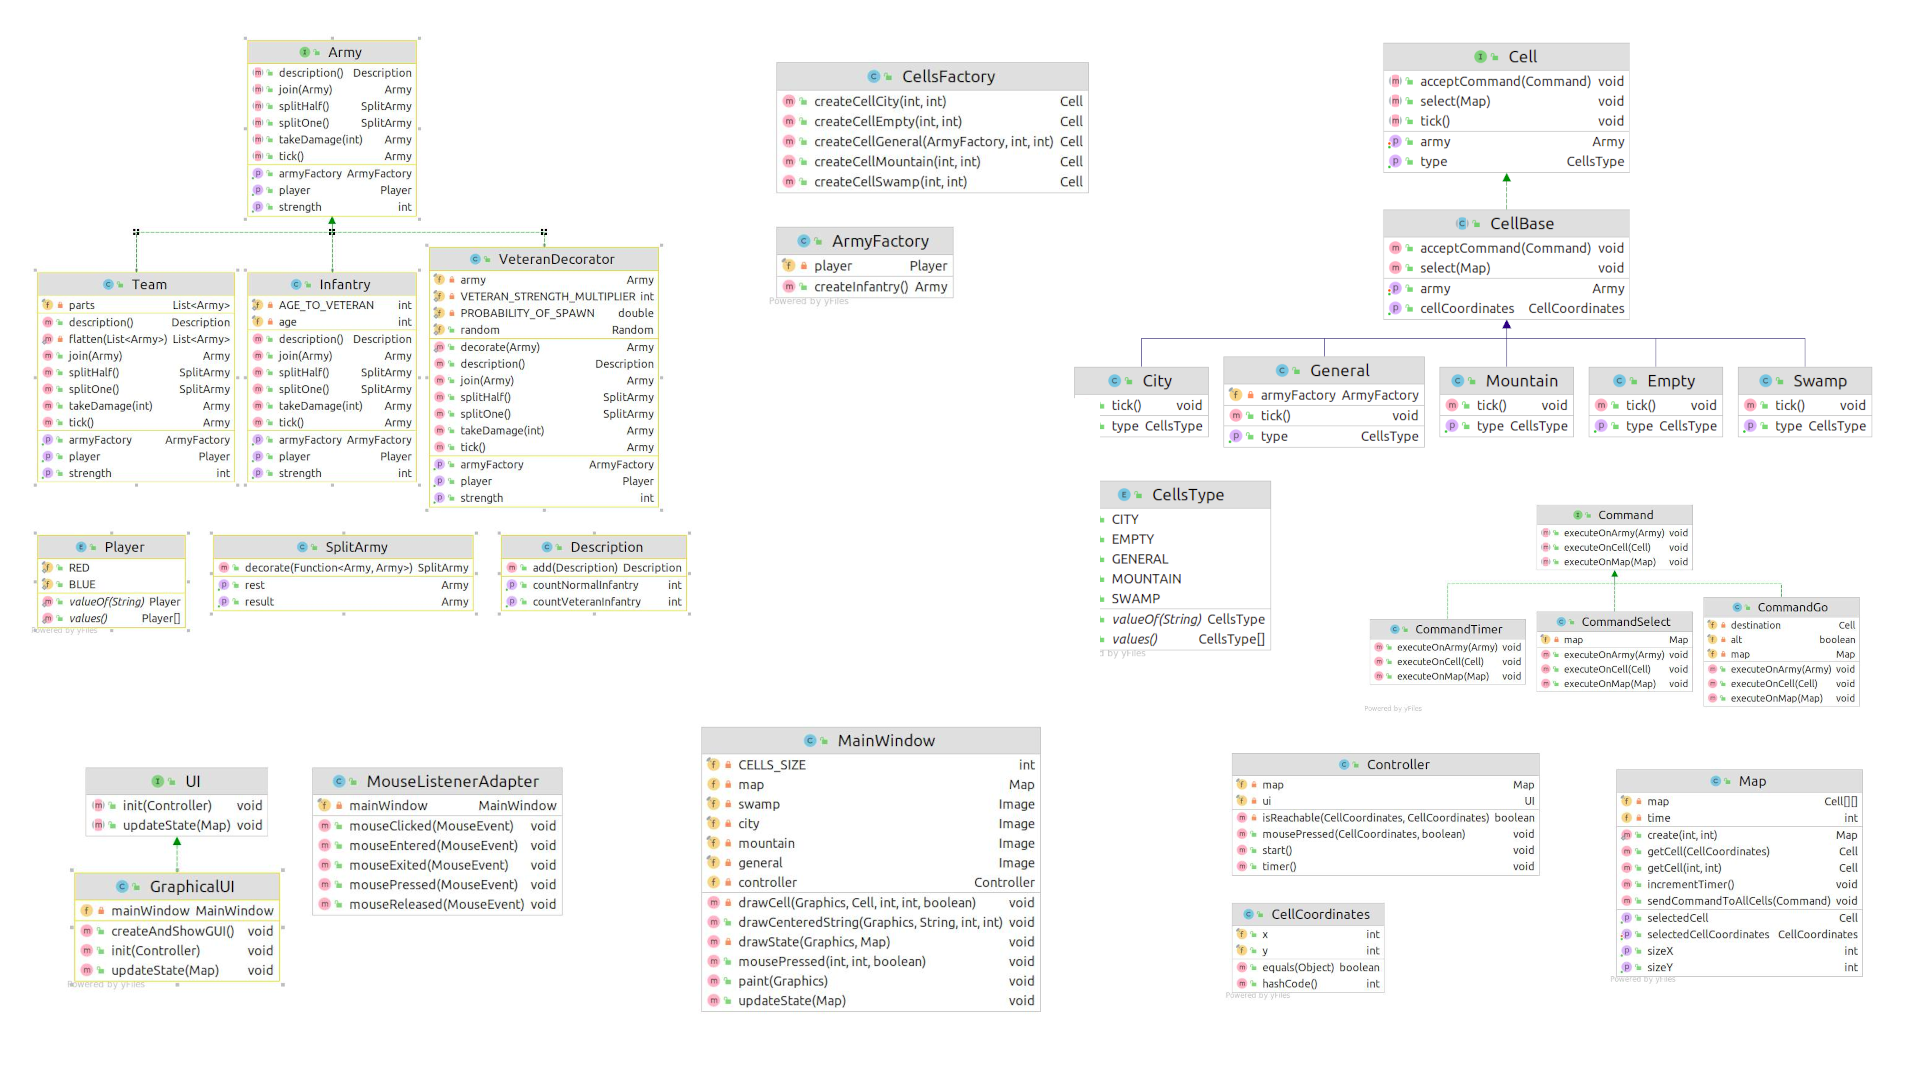 Army
description() Description
join(Army) Army
splitHalf() SplitArmy
splitOne() SplitArmy
takeDamage(int) Army
tick() Army
armyFactory ArmyFactory
player Player
strength int
Team
parts List<Army>
description() Description
flatten(List<Army>) List<Army>
join(Army) Army
splitHalf() SplitArmy
splitOne() SplitArmy
takeDamage(int) Army
tick() Army
armyFactory ArmyFactory
player Player
strength int
Infantry
AGE_TO_VETERAN int
age int
description() Description
join(Army) Army
splitHalf() SplitArmy
splitOne() SplitArmy
takeDamage(int) Army
tick() Army
armyFactory ArmyFactory
player Player
strength int
VeteranDecorator
army Army
VETERAN_STRENGTH_MULTIPLIER int
PROBABILITY_OF_SPAWN double
random Random
decorate(Army) Army
description() Description
join(Army) Army
splitHalf() SplitArmy
splitOne() SplitArmy
takeDamage(int) Army
tick() Army
armyFactory ArmyFactory
player Player
strength int
Player
RED
BLUE
valueOf(String) Player
values() Player[]
Powered by yFiles
SplitArmy
decorate(Function<Army, Army>) SplitArmy
rest Army
result Army
Description
add(Description) Description
countNormalInfantry int
countVeteranInfantry int
CellsFactory
createCellCity(int, int) Cell
createCellEmpty(int, int) Cell
createCellGeneral(ArmyFactory, int, int) Cell
createCellMountain(int, int) Cell
createCellSwamp(int, int) Cell
ArmyFactory
player Player
createInfantry() Army
Powered by yFiles
Cell
acceptCommand(Command) void
select(Map) void
tick() void
army Army
type CellsType
CellBase
acceptCommand(Command) void
select(Map) void
army Army
cellCoordinates CellCoordinates
City
tick() void
type CellsType
General
armyFactory ArmyFactory
tick() void
type CellsType
Mountain
tick() void
type CellsType
Empty
tick() void
type CellsType
Swamp
tick() void
type CellsType
CellsType
CITY
EMPTY
GENERAL
MOUNTAIN
SWAMP
valueOf(String) CellsType
values() CellsType[]
d by yFiles
Command
executeOnArmy(Army) void
executeOnCell(Cell) void
executeOnMap(Map) void
CommandTimer
executeOnArmy(Army) void
executeOnCell(Cell) void
executeOnMap(Map) void
CommandSelect
map Map
executeOnArmy(Army) void
executeOnCell(Cell) void
executeOnMap(Map) void
CommandGo
destination Cell
alt boolean
map Map
executeOnArmy(Army) void
executeOnCell(Cell) void
executeOnMap(Map) void
Powered by yFiles
UI
init(Controller) void
updateState(Map) void
GraphicalUI
mainWindow MainWindow
createAndShowGUI() void
init(Controller) void
updateState(Map) void
Powered by yFiles
MouseListenerAdapter
mainWindow MainWindow
mouseClicked(MouseEvent) void
mouseEntered(MouseEvent) void
mouseExited(MouseEvent) void
mousePressed(MouseEvent) void
mouseReleased(MouseEvent) void
MainWindow
CELLS_SIZE int
map Map
swamp Image
city Image
mountain Image
general Image
controller Controller
drawCell(Graphics, Cell, int, int, boolean) void
drawCenteredString(Graphics, String, int, int) void
drawState(Graphics, Map) void
mousePressed(int, int, boolean) void
paint(Graphics) void
updateState(Map) void
Controller
map Map
ui UI
isReachable(CellCoordinates, CellCoordinates) boolean
mousePressed(CellCoordinates, boolean) void
start() void
timer() void
CellCoordinates
x int
y int
equals(Object) boolean
hashCode() int
Powered by yFiles
Map
map Cell[][]
time int
create(int, int) Map
getCell(CellCoordinates) Cell
getCell(int, int) Cell
incrementTimer() void
sendCommandToAllCells(Command) void
selectedCell Cell
selectedCellCoordinates CellCoordinates
sizeX int
sizeY int
Powered by yFiles